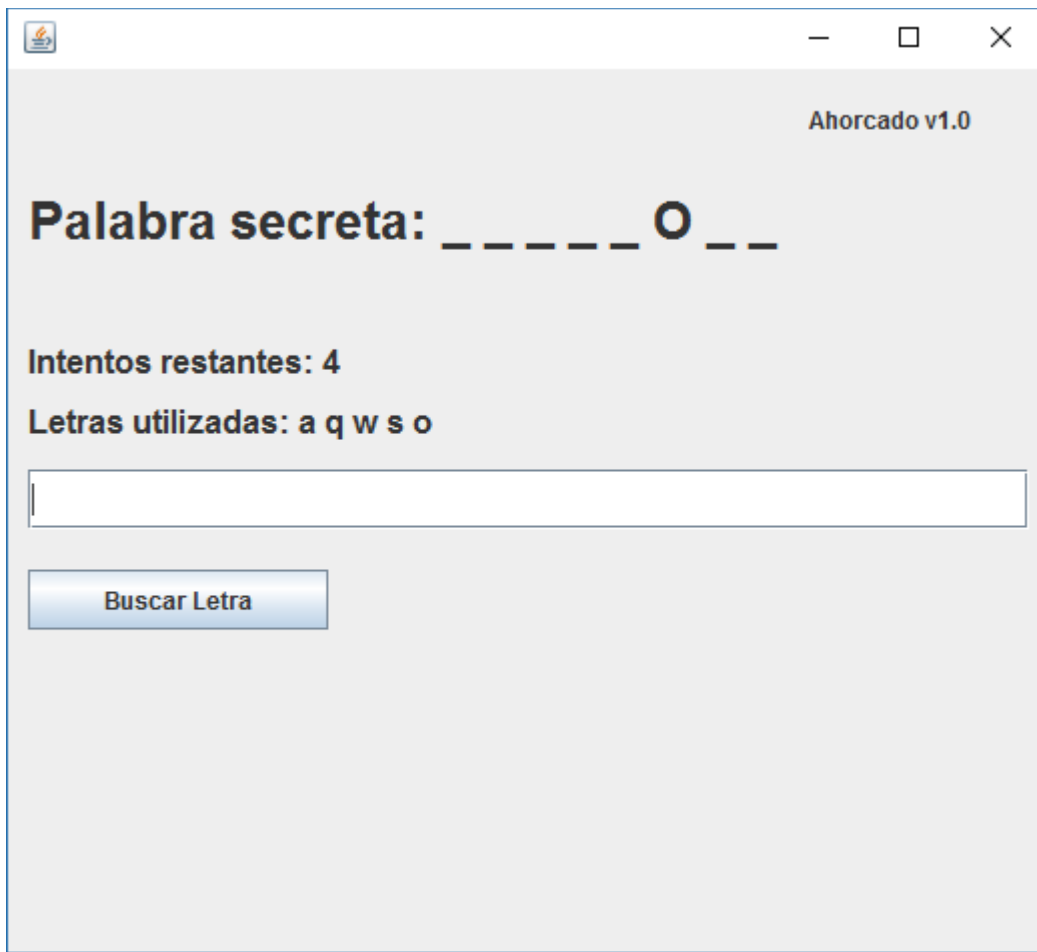 Ahorcado v1.0
Palabra secreta: _ _ _ _ _ O _ _
Intentos restantes: 4
Letras utilizadas: a q w s o
Buscar Letra